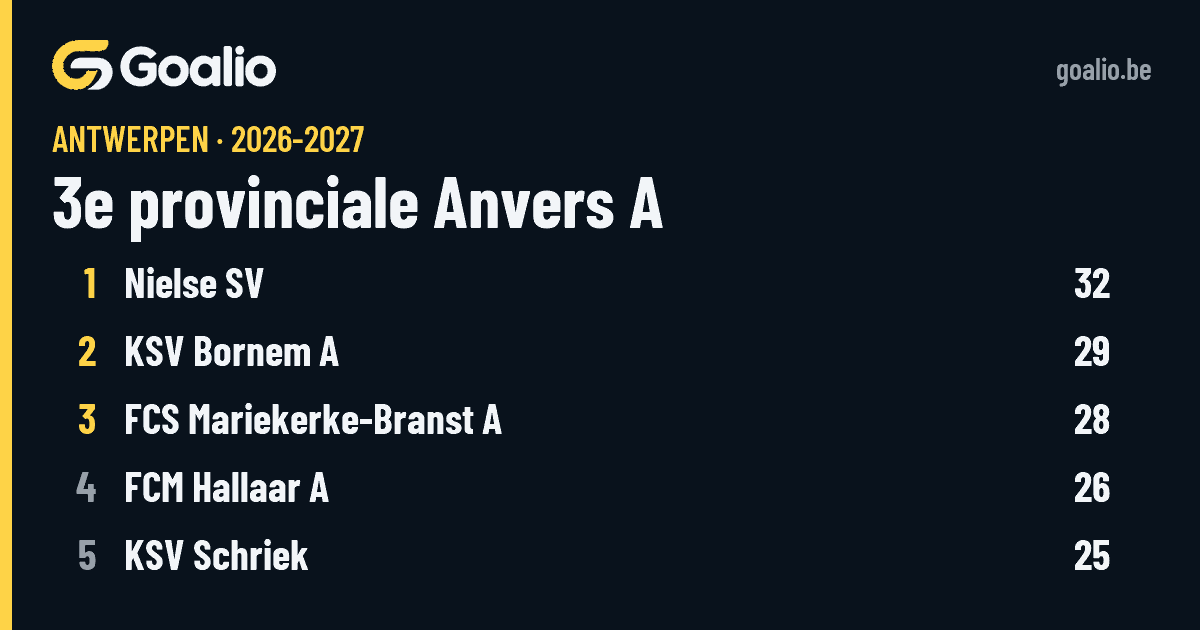 Goalio
goalio.be
ANTWERPEN · 2026-2027
3e provinciale Anvers A
1 Nielse SV 32
2 KSV Bornem A 29
3 FCS Mariekerke-Branst A 28
4 FCM Hallaar A 26
5 KSV Schriek 25